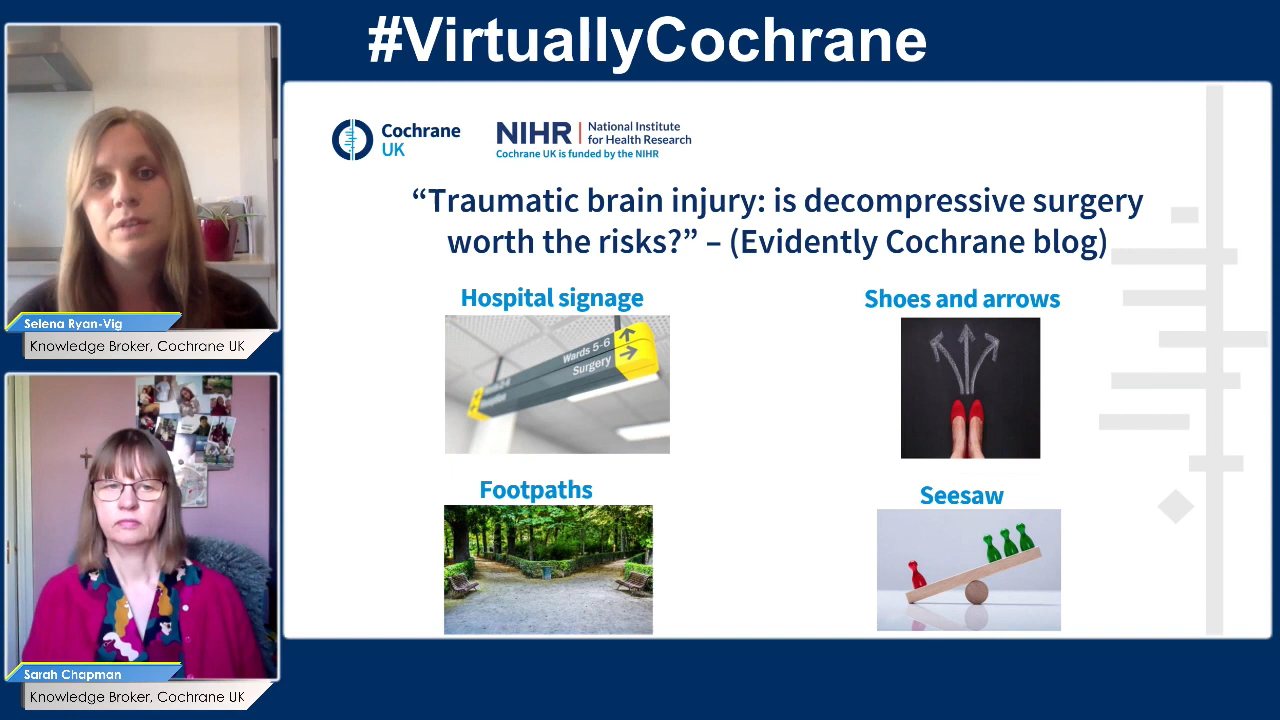 #VirtuallyCochrane
Cochrane
UK
NIHR
National Institute
for Health Research
Cochrane UK is funded by the NIHR
“Traumatic brain injury: is decompressive surgery
worth the risks?” – (Evidently Cochrane blog)
Hospital signage
Shoes and arrows
Wards 5-6
Surgery
Footpaths
Seesaw
Selena Ryan-Vig
Knowledge Broker, Cochrane UK
Sarah Chapman
Knowledge Broker, Cochrane UK